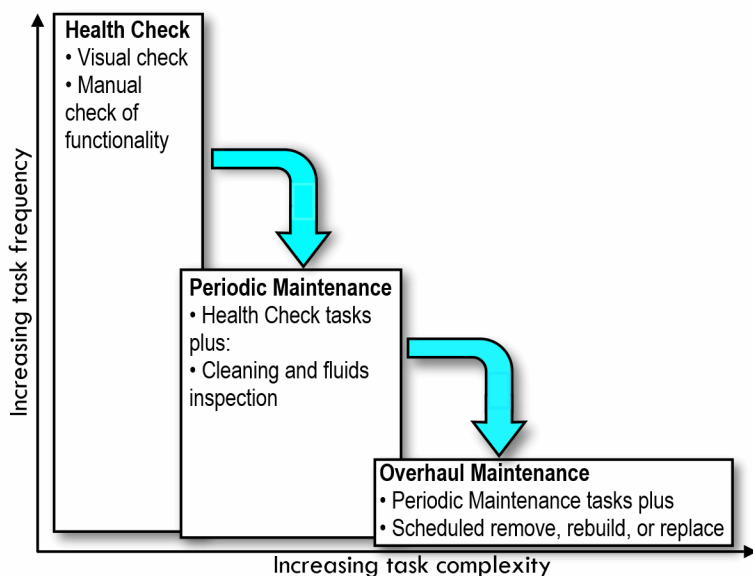 Health Check
• Visual check
• Manual
check of
functionality
Periodic Maintenance
• Health Check tasks
plus:
• Cleaning and fluids
inspection
Overhaul Maintenance
• Periodic Maintenance tasks plus
• Scheduled remove, rebuild, or replace
Increasing task frequency
Increasing task complexity